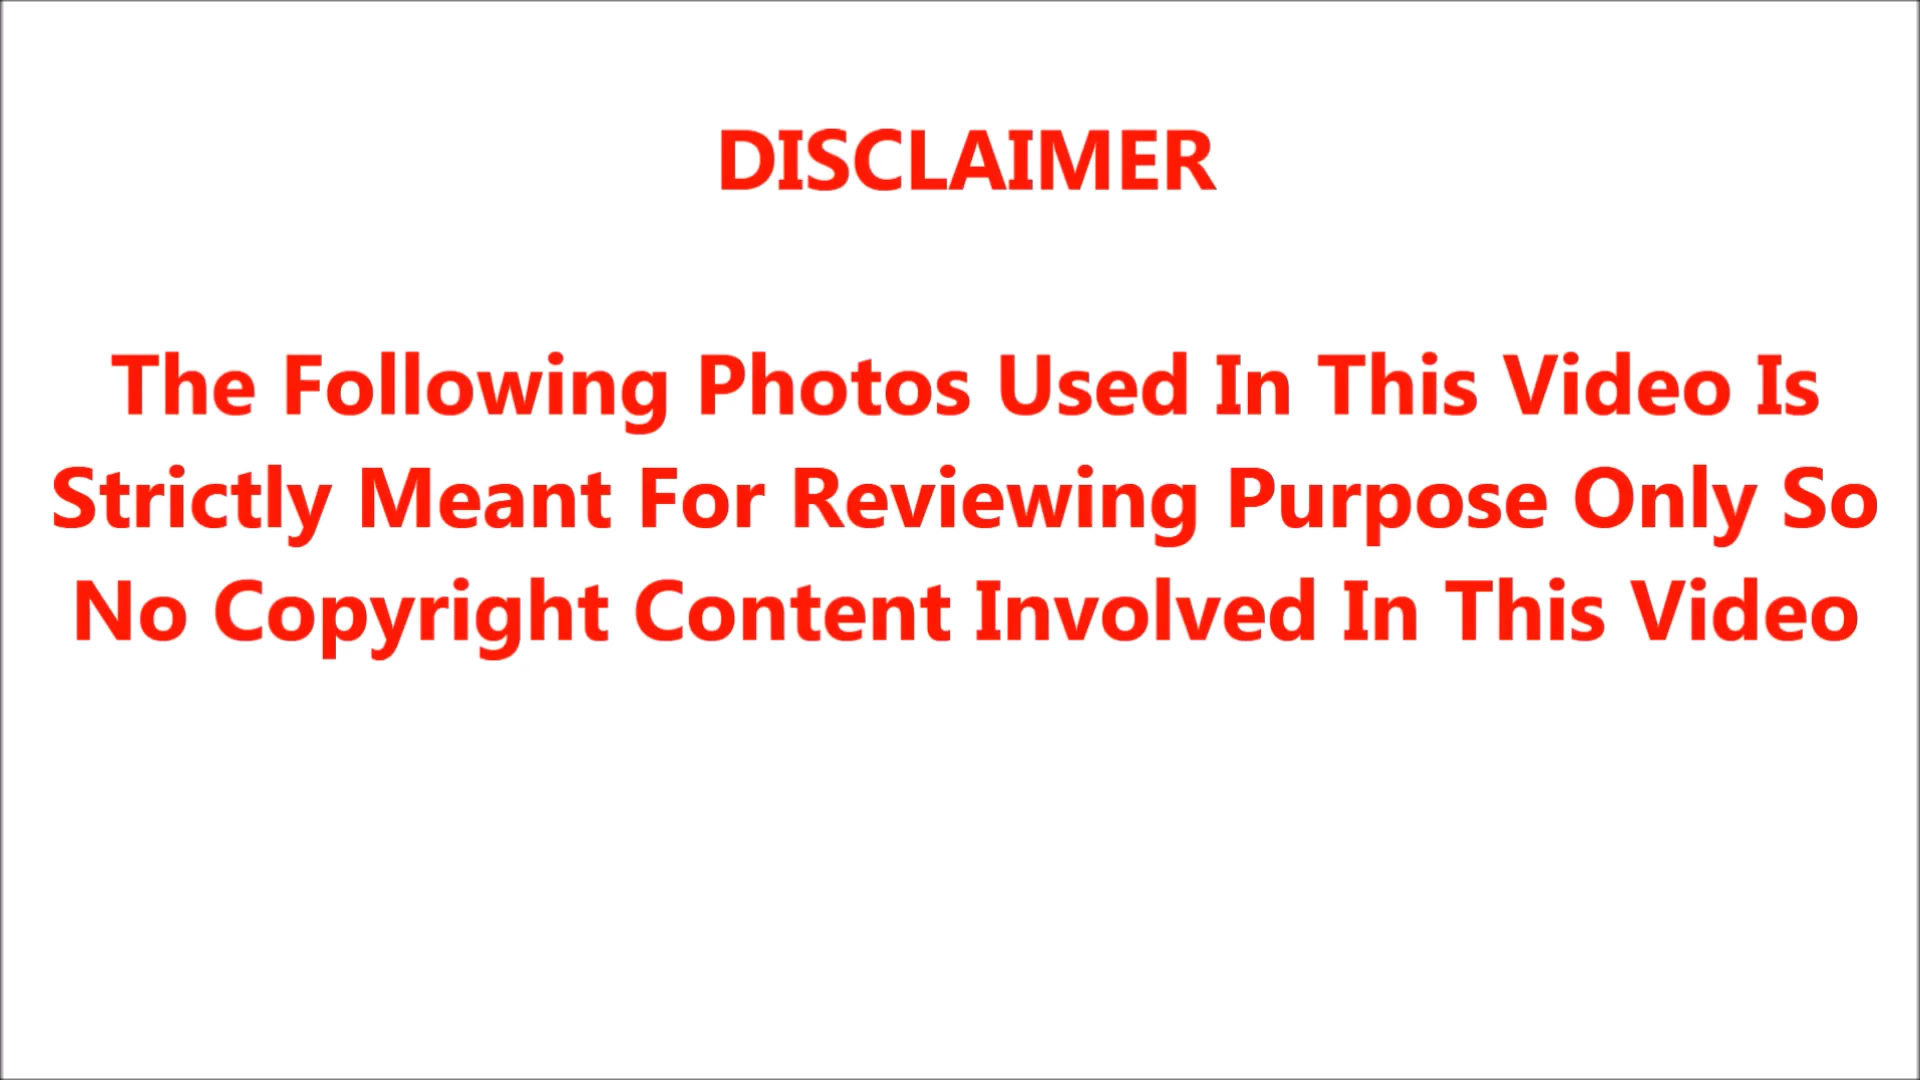 DISCLAIMER
The Following Photos Used In This Video Is
Strictly Meant For Reviewing Purpose Only So
No Copyright Content Involved In This Video